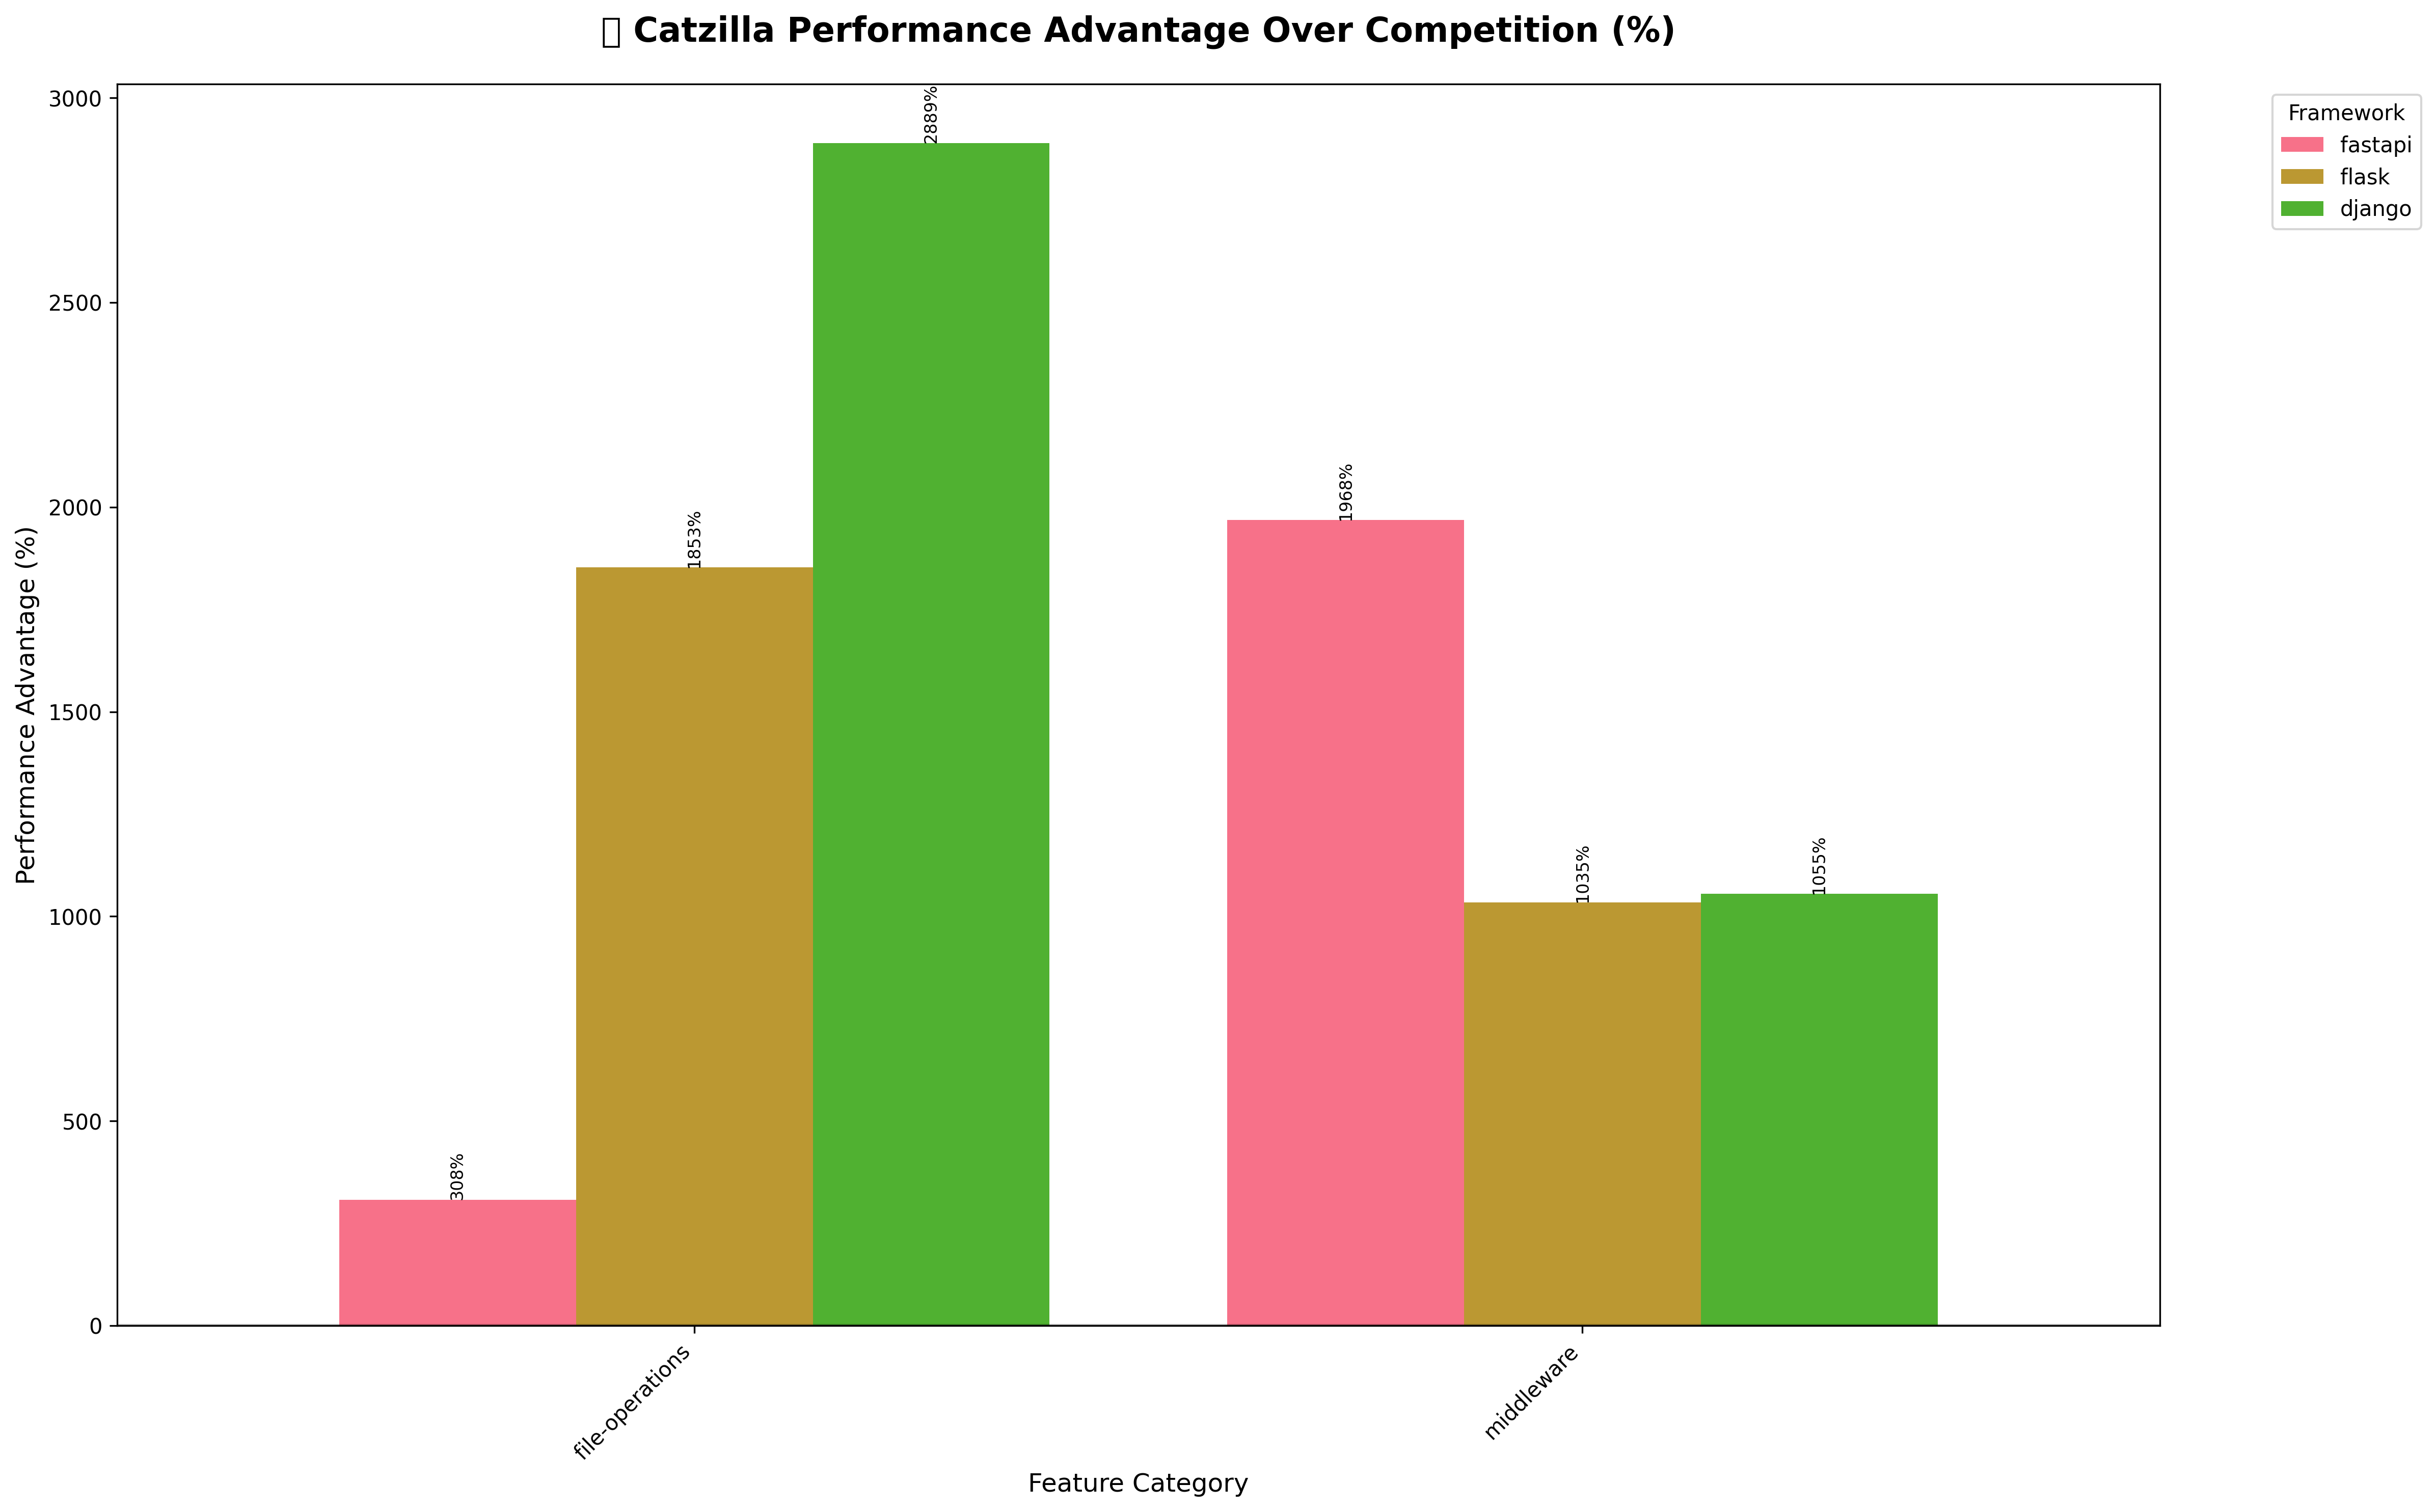 Catzilla Performance Advantage Over Competition (%)
Performance Advantage (%)
3000
2500
2000
1500
1000
500
0
308%
1853%
2889%
1968%
1035%
1055%
file-operations
middleware
Feature Category
Framework
fastapi
flask
django